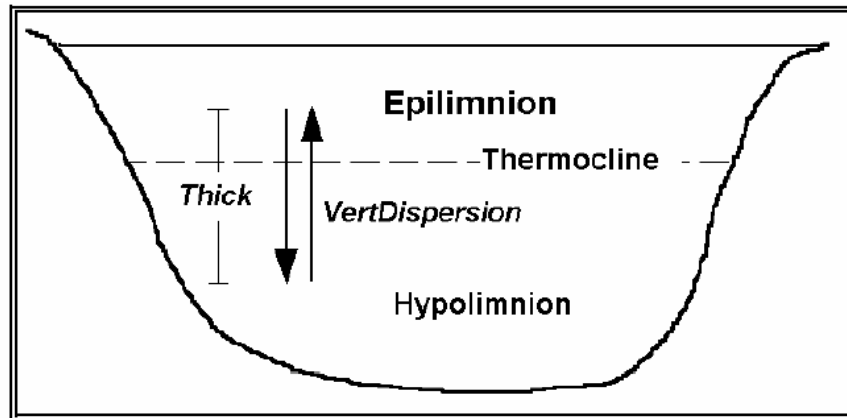 Epilimnion
Thermocline
Thick
VertDispersion
Hypolimnion